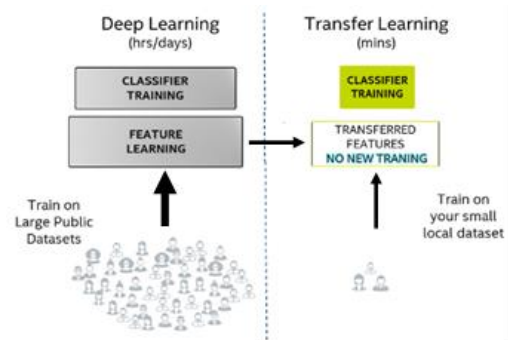 Deep Learning
(hrs/days)
CLASSIFIER
TRAINING
FEATURE
LEARNING
Train on
Large Public
Datasets
Transfer Learning
(mins)
CLASSIFIER
TRAINING
TRANSFERRED
FEATURES
NO NEW TRANING
Train on
your small
local dataset